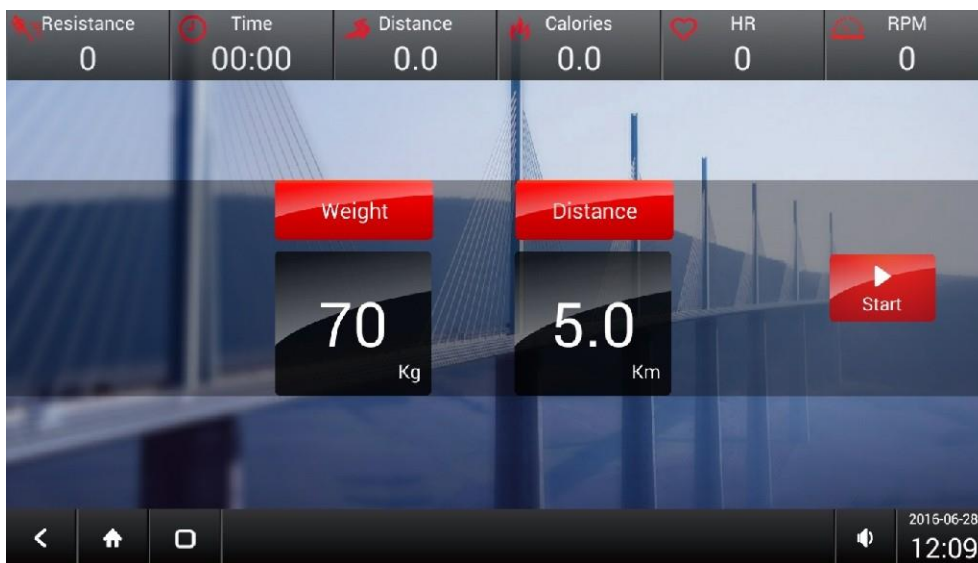 Resistance Time Distance Calories HR RPM
0 00:00 0.0 0.0 0 0
Weight Distance
70 5.0
Kg Km
Start
2016-06-28
12:09